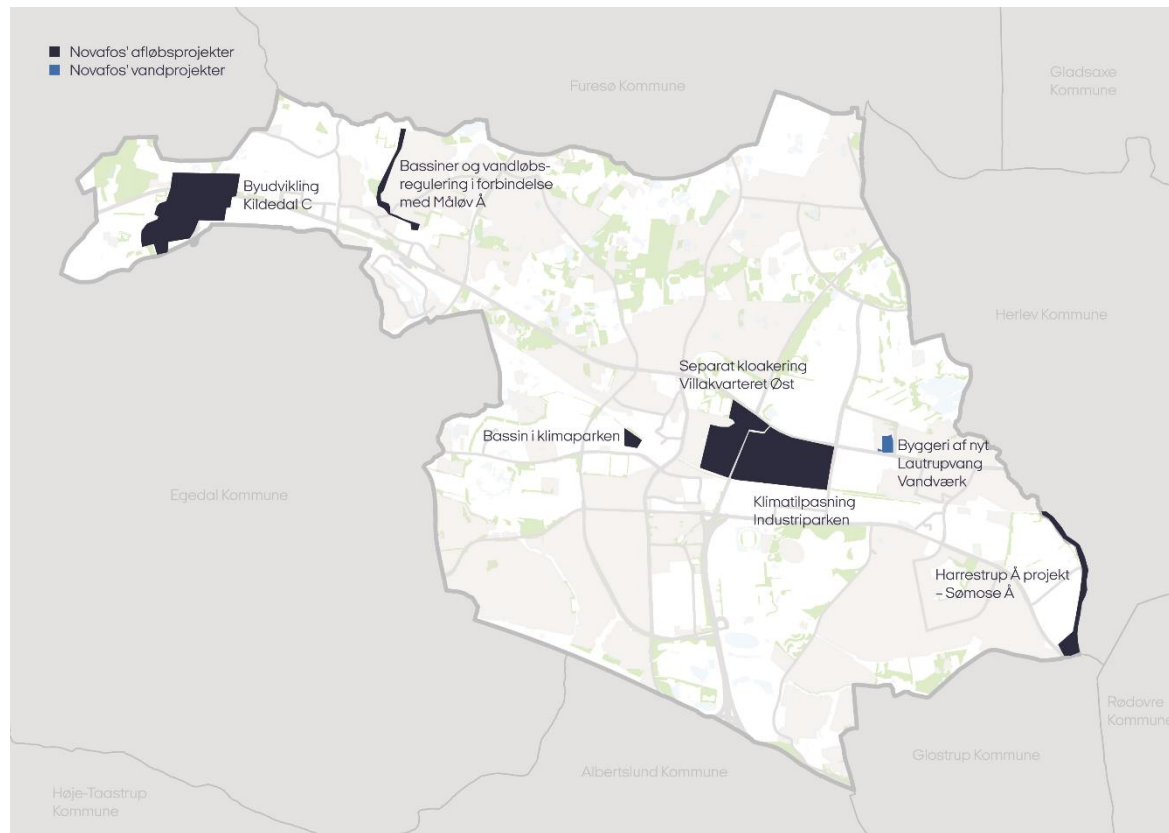 Novafos' afløbsprojekter
Novafos' vandprojekter
Furesø Kommune
Gladsaxe
Kommune
Bassiner og vandløbs-
regulering i forbindelse
med Måløv Å
Byudvikling
Kildedal C
Herlev Kommune
Separat kloakering
Villakvarteret Øst
Bassin i klimaparken
Byggeri af nyt
Lautrupvang
Vandværk
Egedal Kommune
Klimatilpasning
Industriparken
Harrestrup Å projekt
– Sømose Å
Rødovre
Kommune
Glostrup Kommune
Albertslund Kommune
Høje-Taastrup
Kommune